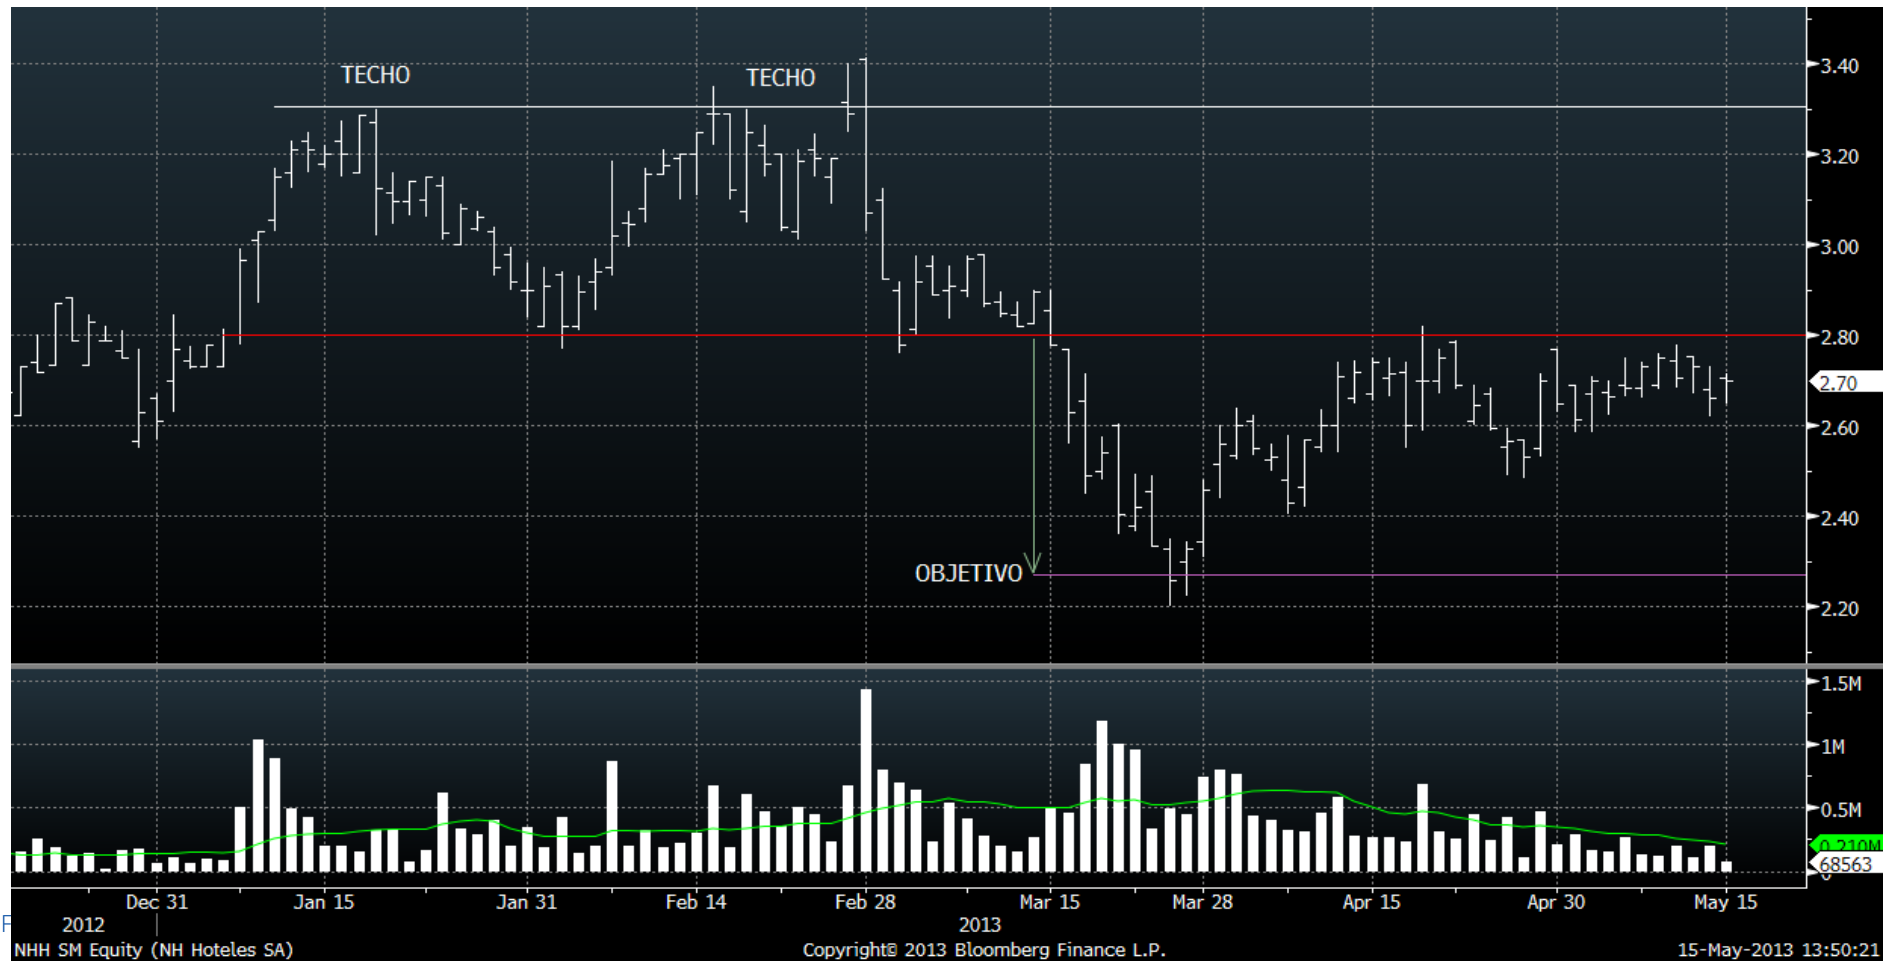 TECHO
TECHO
3.40
3.20
3.00
2.80
2.70
2.60
2.40
OBJETIVO
2.20
1.5M
1M
0.5M
0.210M
68563
0
Dec 31
Jan 15
Jan 31
Feb 14
Feb 28
Mar 15
Mar 28
Apr 15
Apr 30
May 15
2012
2013
F
NHH SM Equity (NH Hoteles SA)
Copyright© 2013 Bloomberg Finance L.P.
15-May-2013 13:50:21